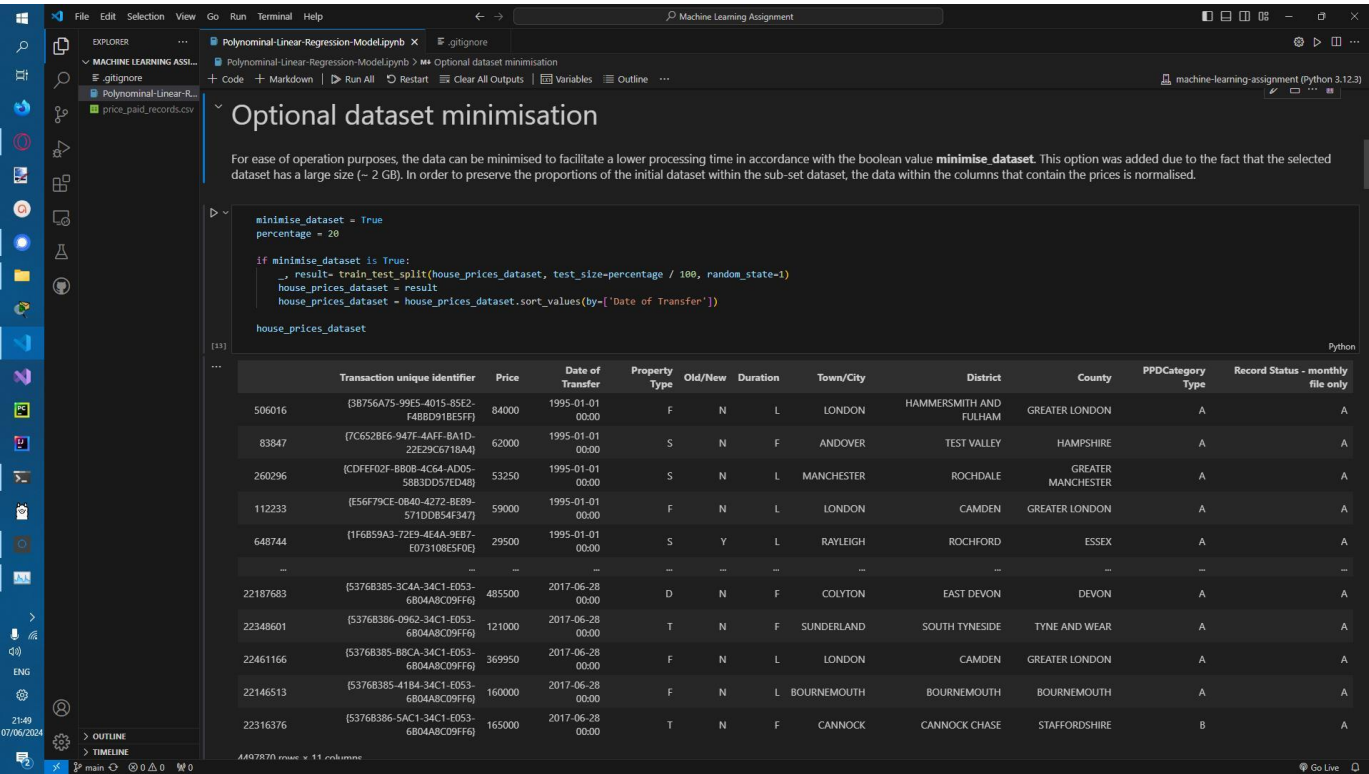 File Edit Selection View Go Run Terminal Help
Machine Learning Assignment
EXPLORER
Polynominal-Linear-Regression-Model.ipynb
.gitignore
MACHINE LEARNING ASSI...
.gitignore
Polynominal-Linear-R...
price_paid_records.csv
Polynominal-Linear-Regression-Model.ipynb > M↓ Optional dataset minimisation
+ Code + Markdown | Run All Restart Clear All Outputs | Variables Outline ...
machine-learning-assignment (Python 3.12.3)
Optional dataset minimisation
For ease of operation purposes, the data can be minimised to facilitate a lower processing time in accordance with the boolean value minimise_dataset. This option was added due to the fact that the selected
dataset has a large size (~ 2 GB). In order to preserve the proportions of the initial dataset within the sub-set dataset, the data within the columns that contain the prices is normalised.
minimise_dataset = True
percentage = 20
if minimise_dataset is True:
_, result= train_test_split(house_prices_dataset, test_size=percentage / 100, random_state=1)
house_prices_dataset = result
house_prices_dataset = house_prices_dataset.sort_values(by=['Date of Transfer'])
house_prices_dataset
[13]
Python
Transaction unique identifier Price Date of Transfer Property Type Old/New Duration Town/City District County PPDCategory Type Record Status - monthly file only
506016 {3B756A75-99E5-4015-85E2-F4BBD91BE5FF} 84000 1995-01-01 00:00 F N L LONDON HAMMERSMITH AND FULHAM GREATER LONDON A A
83847 {7C652BE6-947F-4AFF-BA1D-22E29C6718A4} 62000 1995-01-01 00:00 S N F ANDOVER TEST VALLEY HAMPSHIRE A A
260296 {CDFEF02F-BB0B-4C64-AD05-58B3DD57ED48} 53250 1995-01-01 00:00 S N L MANCHESTER ROCHDALE GREATER MANCHESTER A A
112233 {E56F79CE-0B40-4272-BE89-571DDB54F347} 59000 1995-01-01 00:00 F N L LONDON CAMDEN GREATER LONDON A A
648744 {1F6B59A3-72E9-4E4A-9EB7-E073108E5F0E} 29500 1995-01-01 00:00 S Y L RAYLEIGH ROCHFORD ESSEX A A
... ... ... ... ... ... ... ... ... ... ... ...
22187683 {5376B385-3C4A-34C1-E053-6B04A8C09FF6} 485500 2017-06-28 00:00 D N F COLYTON EAST DEVON DEVON A A
22348601 {5376B386-0962-34C1-E053-6B04A8C09FF6} 121000 2017-06-28 00:00 T N F SUNDERLAND SOUTH TYNESIDE TYNE AND WEAR A A
22461166 {5376B385-B8CA-34C1-E053-6B04A8C09FF6} 369950 2017-06-28 00:00 F N L LONDON CAMDEN GREATER LONDON A A
22146513 {5376B385-41B4-34C1-E053-6B04A8C09FF6} 160000 2017-06-28 00:00 F N L BOURNEMOUTH BOURNEMOUTH BOURNEMOUTH A A
22316376 {5376B386-5AC1-34C1-E053-6B04A8C09FF6} 165000 2017-06-28 00:00 T N F CANNOCK CANNOCK CHASE STAFFORDSHIRE B A
4497870 rows × 11 columns
OUTLINE
TIMELINE
ENG
21:49
07/06/2024
main 0 0 0
Go Live